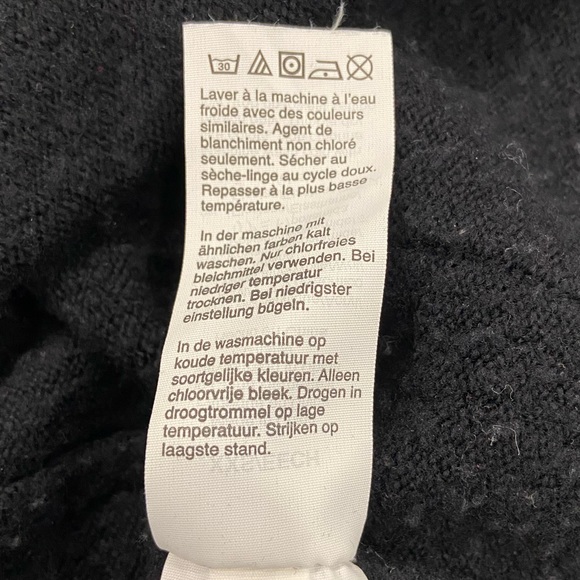 30
Laver à la machine à l'eau
froide avec des couleurs
similaires. Agent de
blanchiment non chloré
seulement. Sécher au
sèche-linge au cycle doux.
Repasser à la plus basse
température.
In der maschine mit
ähnlichen farben kalt
waschen. Nur chlorfreies
bleichmittel verwenden. Bei
niedriger temperatur
trocknen. Bei niedrigster
einstellung bügeln.
In de wasmachine op
koude temperatuur met
soortgelijke kleuren. Alleen
chloorvrije bleek. Drogen in
droogtrommel op lage
temperatuur. Strijken op
laagste stand.